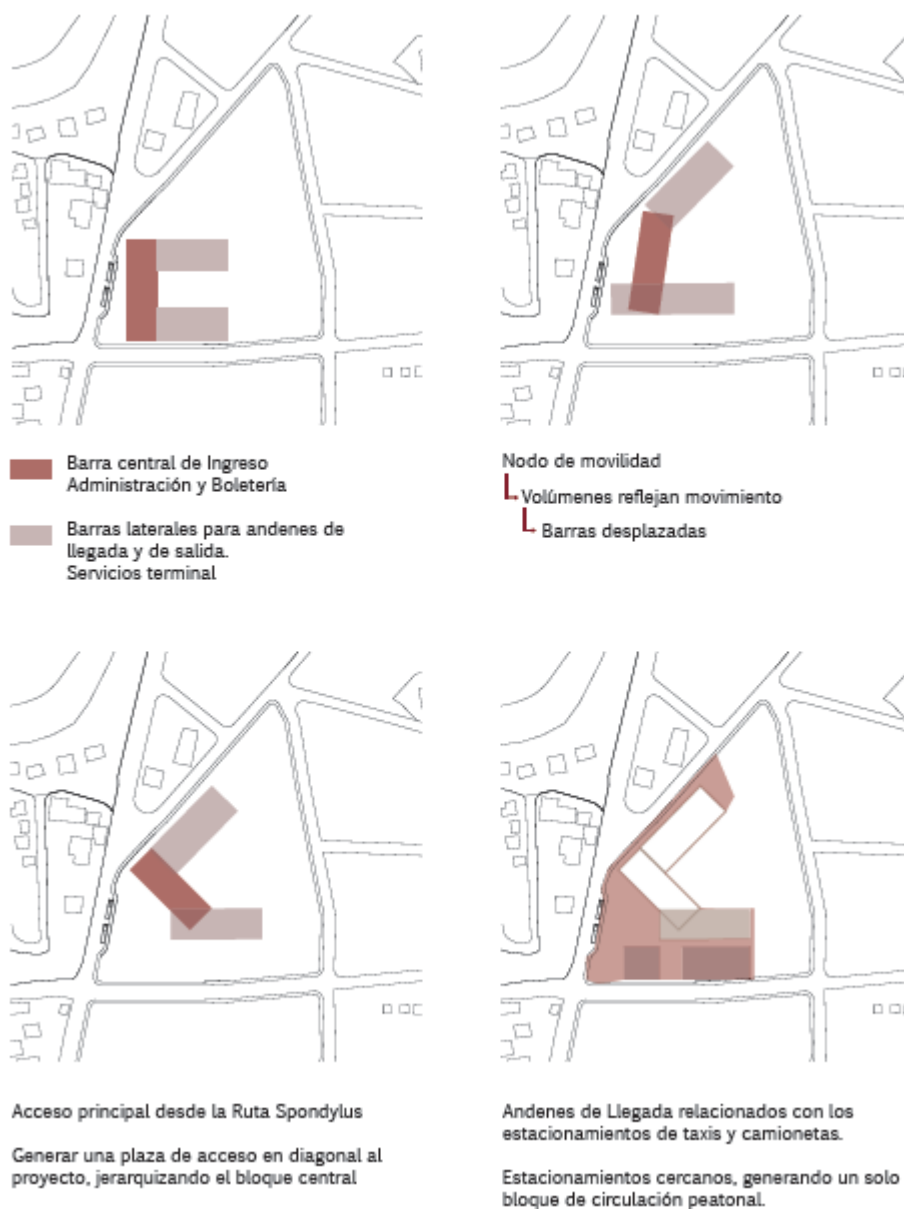 Barra central de Ingreso
Administración y Boletería
Barras laterales para andenes de
llegada y de salida.
Servicios terminal
Nodo de movilidad
Volúmenes reflejan movimiento
Barras desplazadas
Acceso principal desde la Ruta Spondylus
Generar una plaza de acceso en diagonal al
proyecto, jerarquizando el bloque central
Andenes de Llegada relacionados con los
estacionamientos de taxis y camionetas.
Estacionamientos cercanos, generando un solo
bloque de circulación peatonal.